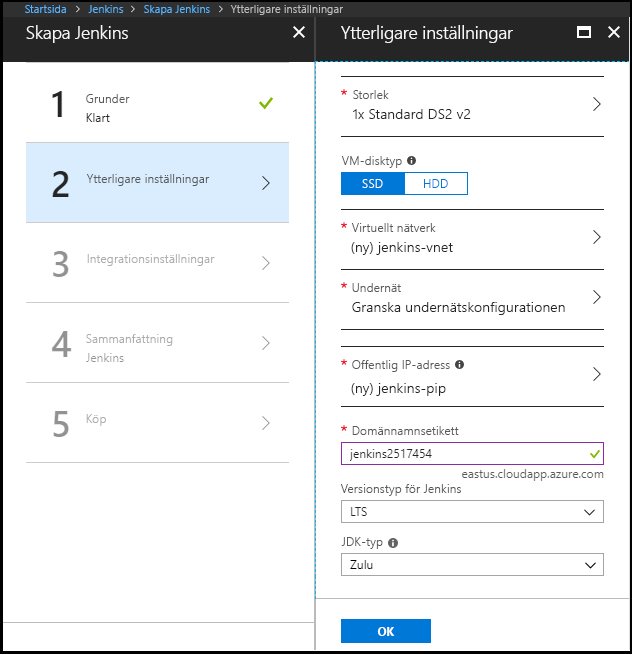 Startsida > Jenkins > Skapa Jenkins > Ytterligare inställningar
Skapa Jenkins
1
Grunder
Klart
2
Ytterligare inställningar
3
Integrationsinställningar
4
Sammanfattning
Jenkins
5
Köp
Ytterligare inställningar
* Storlek
1x Standard DS2 v2
VM-disktyp
SSD HDD
* Virtuellt nätverk
(ny) jenkins-vnet
* Undernät
Granska undernätskonfigurationen
* Offentlig IP-adress
(ny) jenkins-pip
* Domännamnsetikett
jenkins2517454
eastus.cloudapp.azure.com
Versionstyp för Jenkins
LTS
JDK-typ
Zulu
OK